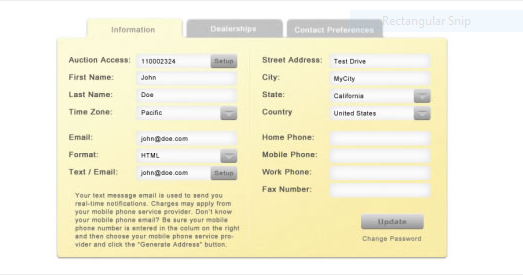 Information Dealerships Contact Preferences Rectangular Snip
Auction Access: 110002324 Setup Street Address: Test Drive
First Name: John City: MyCity
Last Name: Doe State: California
Time Zone: Pacific Country United States
Email: john@doe.com Home Phone:
Format: HTML Mobile Phone:
Text / Email: john@doe.com Setup Work Phone:
Fax Number:
Your text message email is used to send you
real-time notifications. Charges may apply from
your mobile phone service provider. Don't know
your mobile phone email? Be sure your mobile
phone number is entered in the colum on the right
and then choose your mobile phone service pro-
vider and click the "Generate Address" button.
Update
Change Password